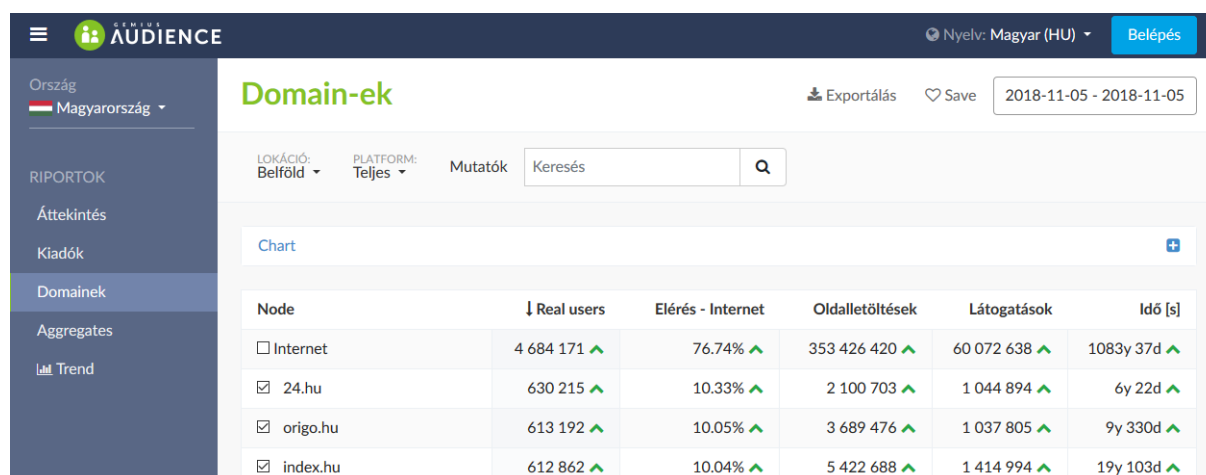 GEMIUS
AUDIENCE
Nyelv: Magyar (HU)
Belépés
Ország
Magyarország
RIPORTOK
Áttekintés
Kiadók
Domainek
Aggregates
Trend
Domain-ek
Exportálás
Save
2018-11-05 - 2018-11-05
LOKÁCIÓ:
Belföld
PLATFORM:
Teljes
Mutatók
Keresés
Chart
Node Real users Elérés - Internet Oldalletöltések Látogatások Idő [s]
Internet 4 684 171 76.74% 353 426 420 60 072 638 1083y 37d
24.hu 630 215 10.33% 2 100 703 1 044 894 6y 22d
origo.hu 613 192 10.05% 3 689 476 1 037 805 9y 330d
index.hu 612 862 10.04% 5 422 688 1 414 994 19y 103d